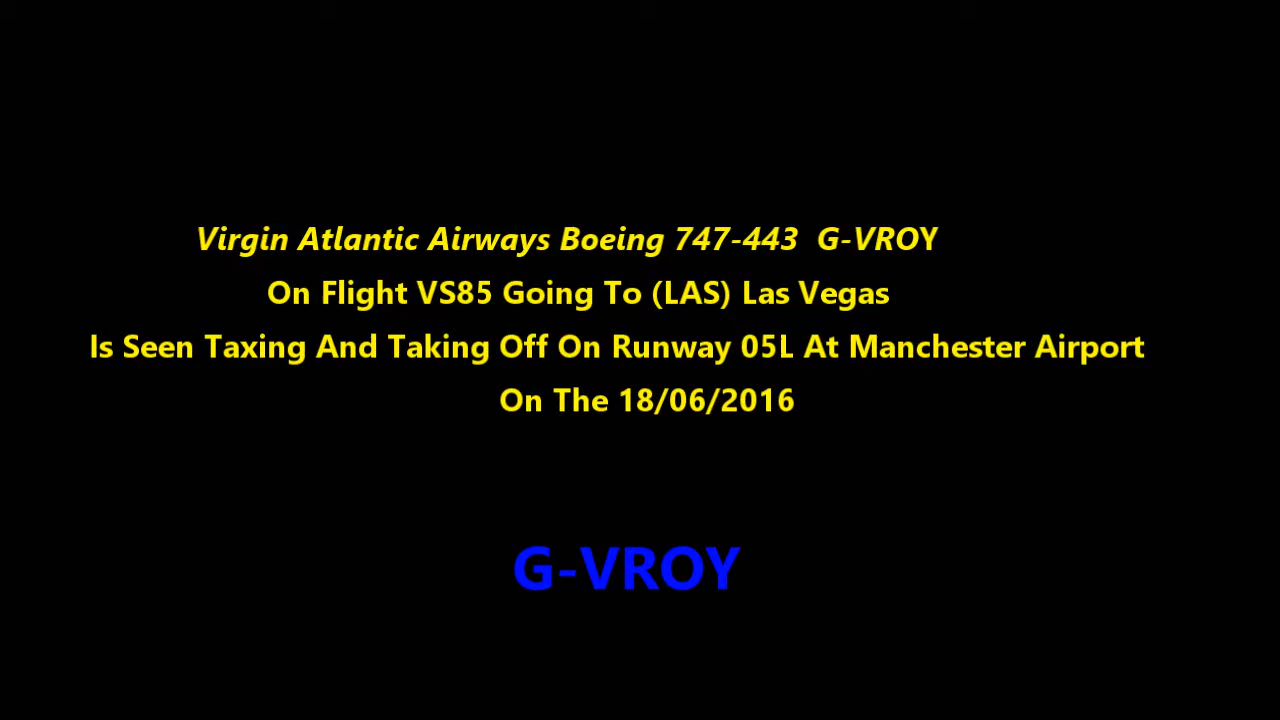 Virgin Atlantic Airways Boeing 747-443  G-VROY
On Flight VS85 Going To (LAS) Las Vegas
Is Seen Taxing And Taking Off On Runway 05L At Manchester Airport
On The 18/06/2016
G-VROY